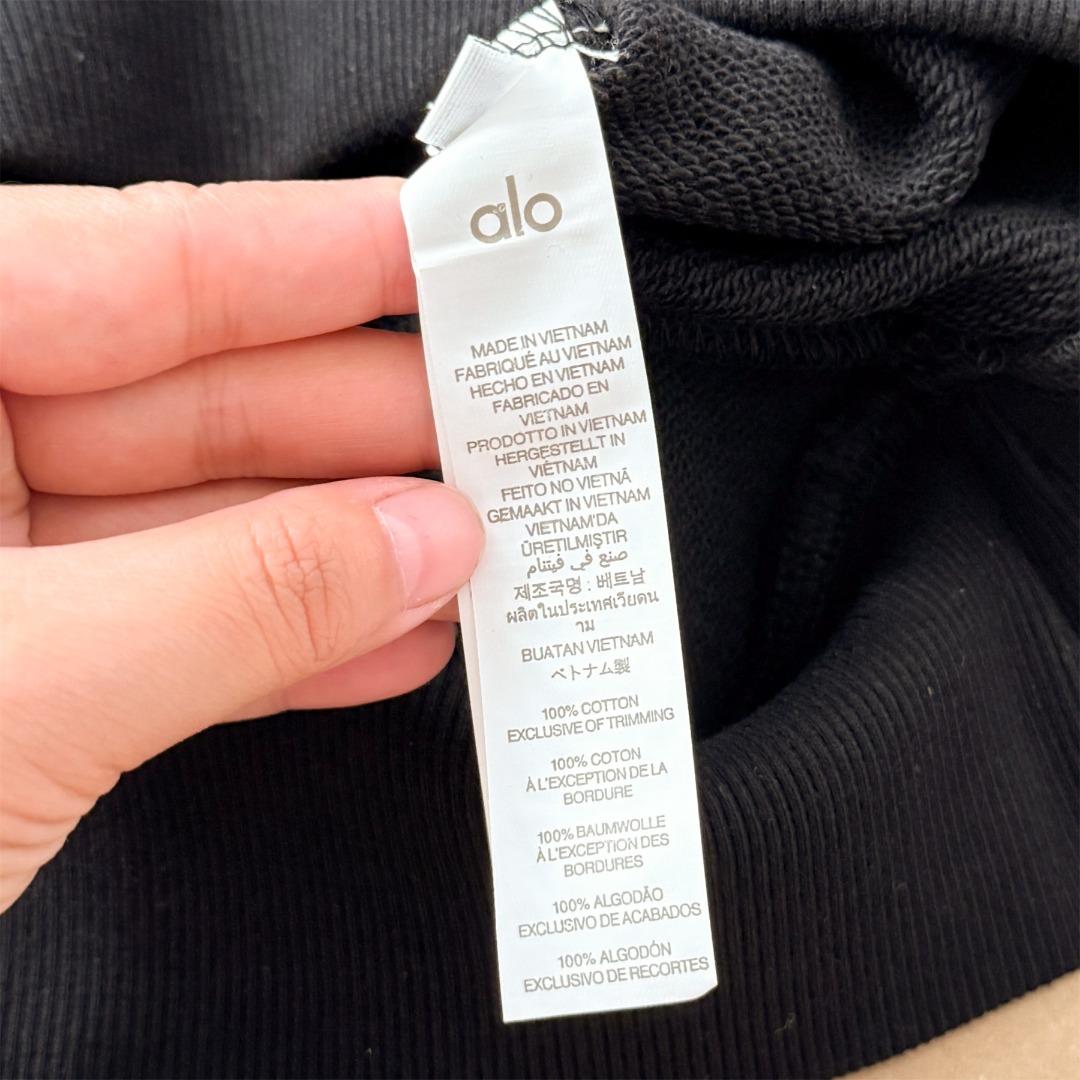 alo
MADE IN VIETNAM
FABRIQUÉ AU VIETNAM
HECHO EN VIETNAM
FABRICADO EN
VIETNAM
PRODOTTO IN VIETNAM
HERGESTELLT IN
VIETNAM
FEITO NO VIETNÃ
GEMAAKT IN VIETNAM
VIETNAM'DA
ÜRETILMIŞTIR
صنع في فيتنام
제조국명 : 베트남
ผลิตในประเทศเวียดน
าม
BUATAN VIETNAM
ベトナム製
100% COTTON
EXCLUSIVE OF TRIMMING
100% COTON
À L'EXCEPTION DE LA
BORDURE
100% BAUMWOLLE
À L'EXCEPTION DES
BORDURES
100% ALGODÃO
EXCLUSIVO DE ACABADOS
100% ALGODÓN
EXCLUSIVO DE RECORTES